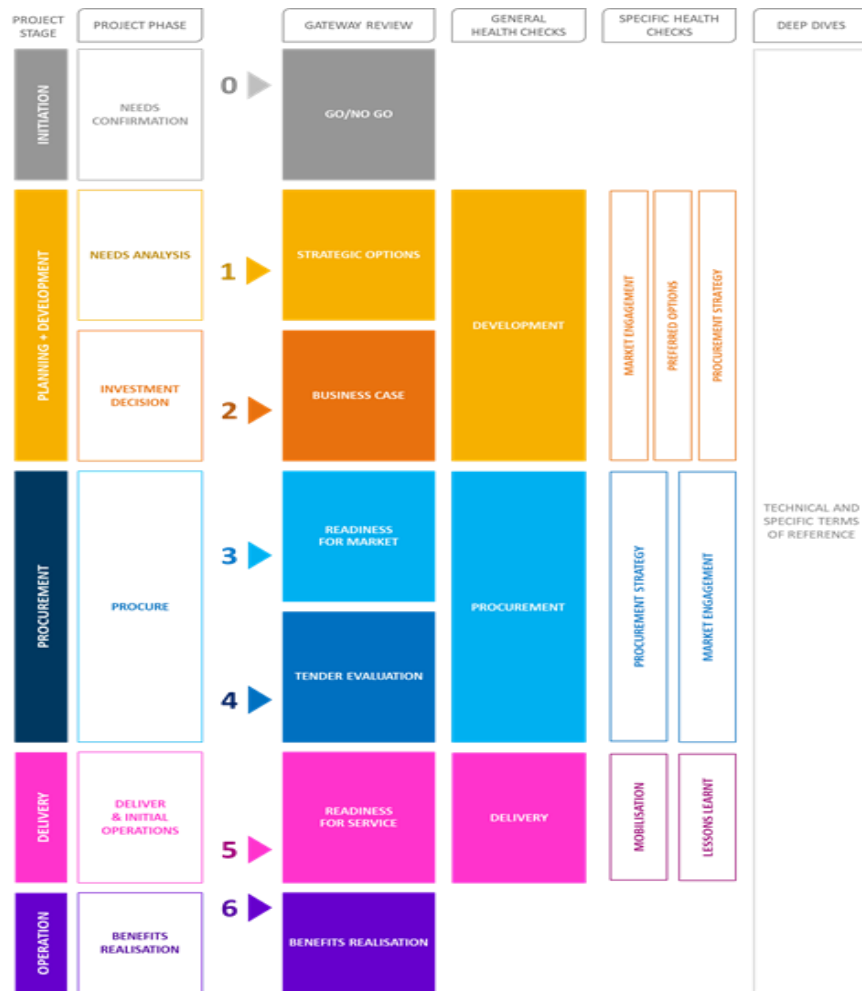 PROJECT
STAGE
PROJECT PHASE
GATEWAY REVIEW
GENERAL
HEALTH CHECKS
SPECIFIC HEALTH
CHECKS
DEEP DIVES
INITIATION
NEEDS
CONFIRMATION
0
GO/NO GO
PLANNING + DEVELOPMENT
NEEDS ANALYSIS
1
STRATEGIC OPTIONS
DEVELOPMENT
MARKET ENGAGEMENT
PREFERRED OPTIONS
PROCUREMENT STRATEGY
INVESTMENT
DECISION
2
BUSINESS CASE
PROCUREMENT
PROCURE
3
READINESS
FOR MARKET
PROCUREMENT
PROCUREMENT STRATEGY
MARKET ENGAGEMENT
TECHNICAL AND
SPECIFIC TERMS
OF REFERENCE
4
TENDER EVALUATION
DELIVERY
DELIVER
& INITIAL
OPERATIONS
5
READINESS
FOR SERVICE
DELIVERY
MOBILISATION
LESSONS LEARNT
OPERATION
BENEFITS
REALISATION
6
BENEFITS REALISATION